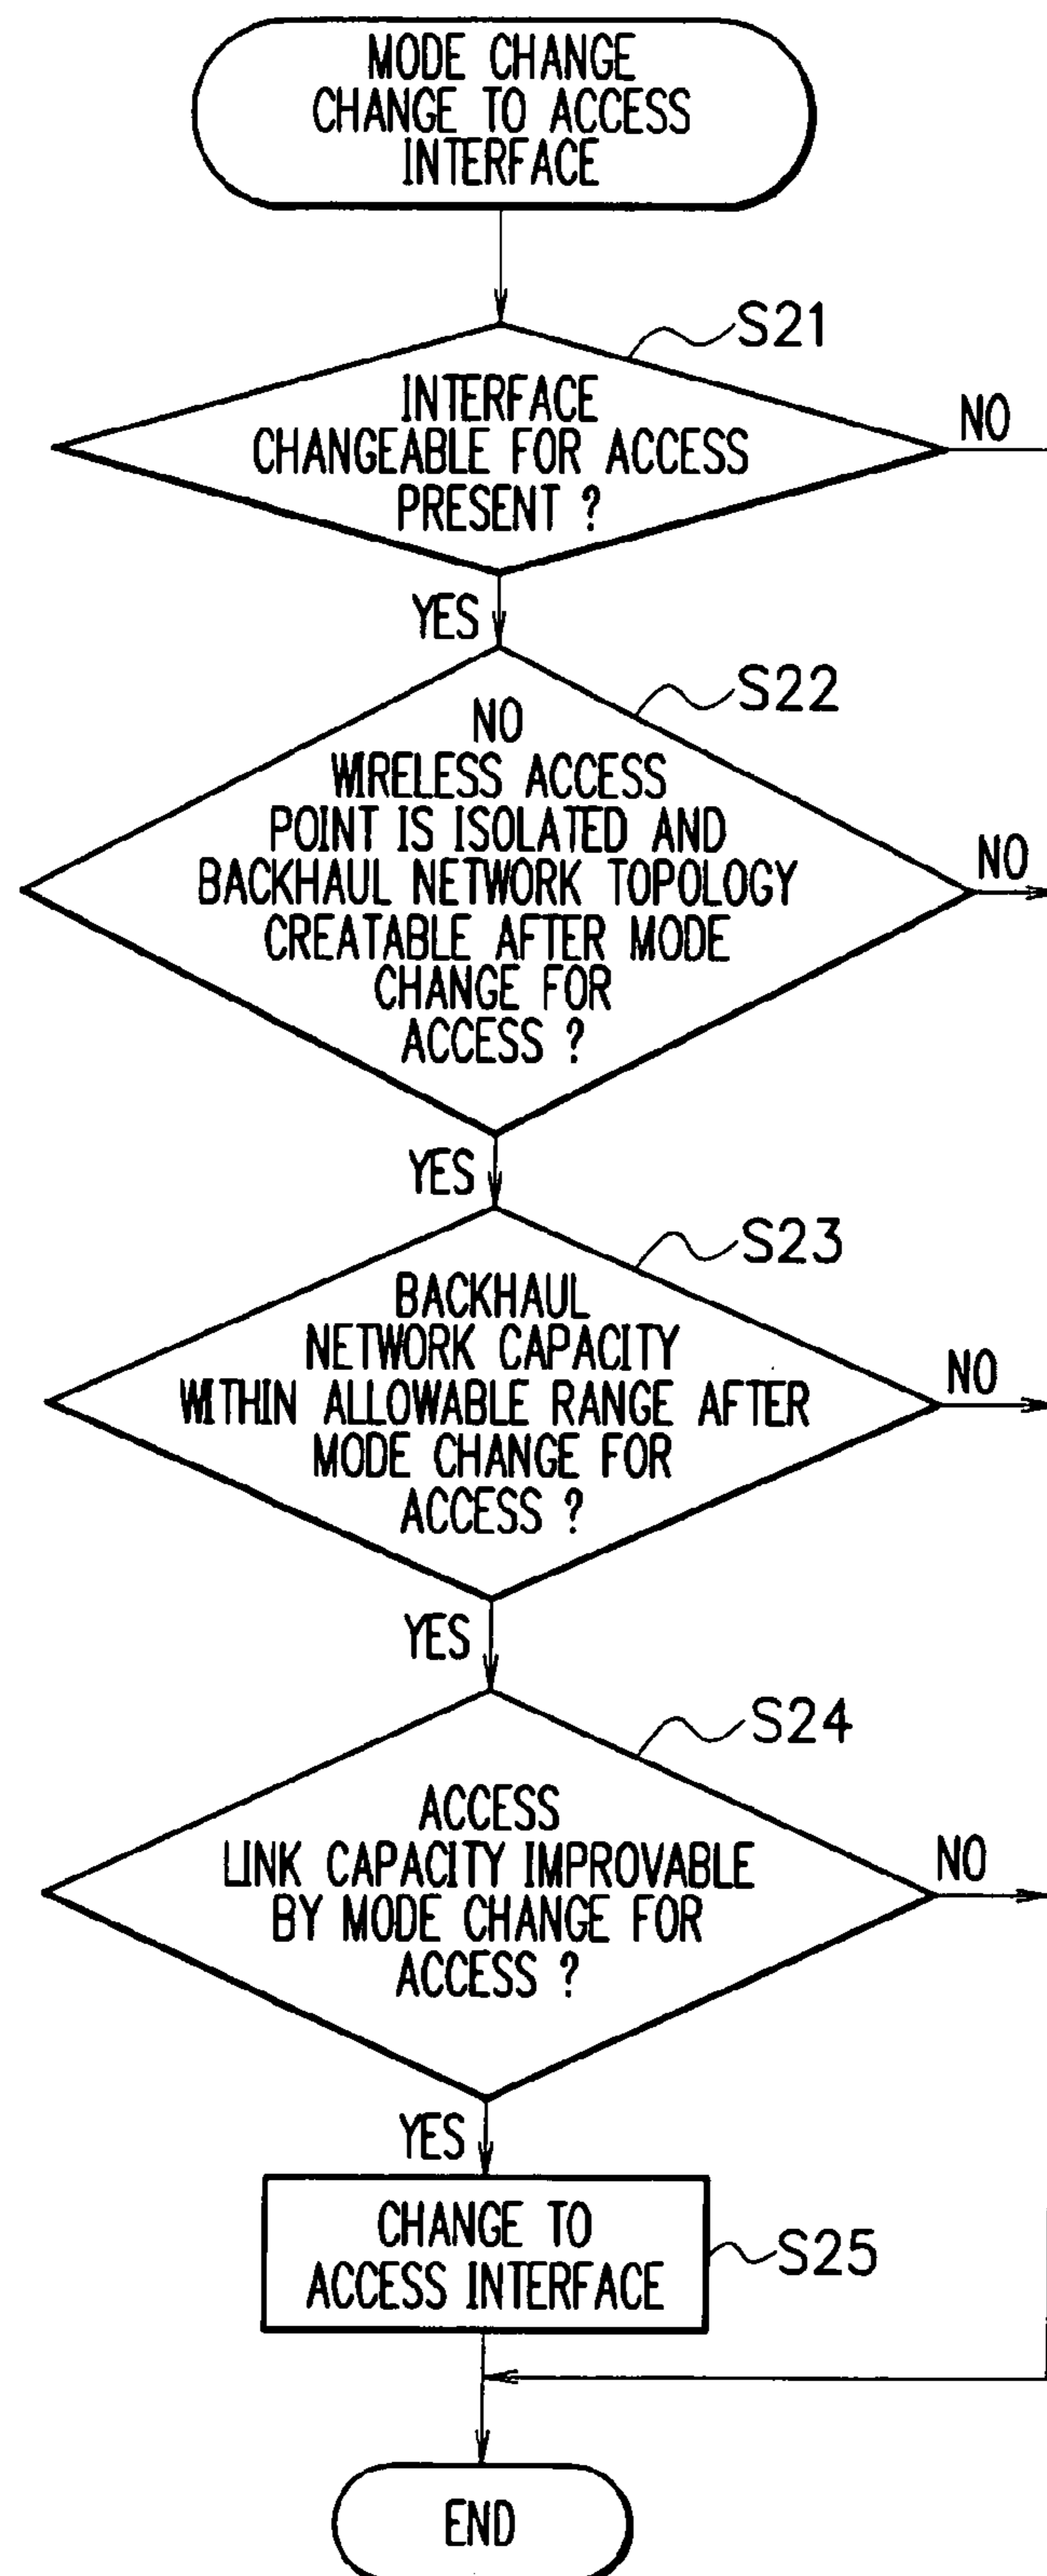 MODE CHANGE
CHANGE TO ACCESS
INTERFACE
S21
INTERFACE
CHANGEABLE FOR ACCESS
PRESENT ?
NO
YES
S22
NO
WIRELESS ACCESS
POINT IS ISOLATED AND
BACKHAUL NETWORK TOPOLOGY
CREATABLE AFTER MODE
CHANGE FOR
ACCESS ?
NO
YES
S23
BACKHAUL
NETWORK CAPACITY
WITHIN ALLOWABLE RANGE AFTER
MODE CHANGE FOR
ACCESS ?
NO
YES
S24
ACCESS
LINK CAPACITY IMPROVABLE
BY MODE CHANGE FOR
ACCESS ?
NO
YES
CHANGE TO
ACCESS INTERFACE
S25
END